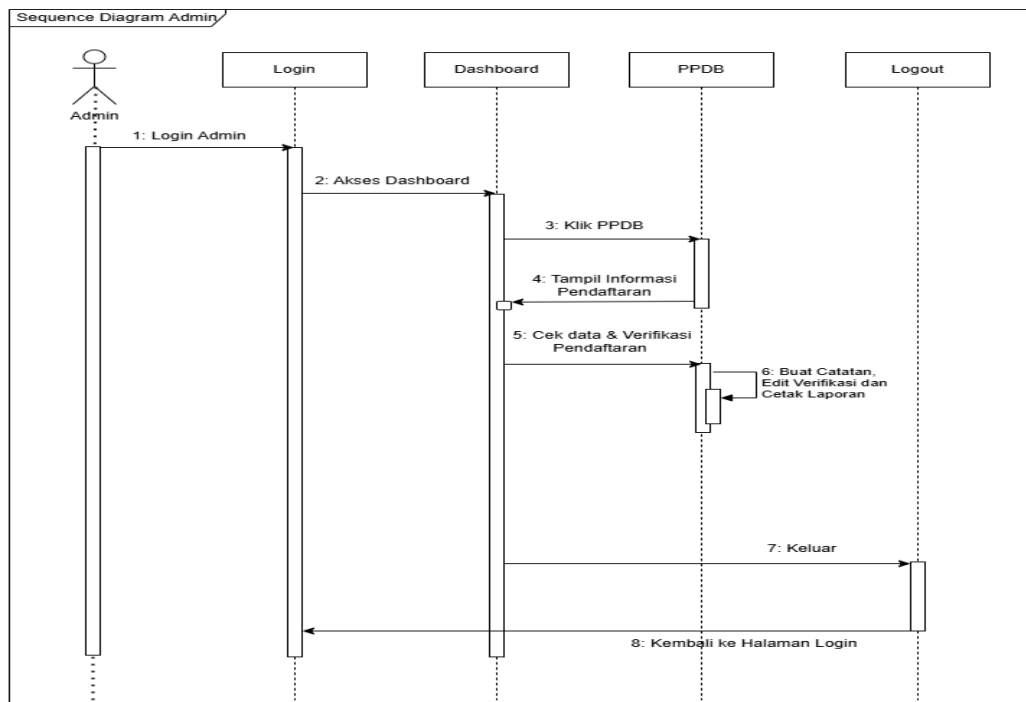 Sequence Diagram Admin
Login
Dashboard
PPDB
Logout
Admin
1: Login Admin
2: Akses Dashboard
3: Klik PPDB
4: Tampil Informasi
Pendaftaran
5: Cek data & Verifikasi
Pendaftaran
6: Buat Catatan,
Edit Verifikasi dan
Cetak Laporan
7: Keluar
8: Kembali ke Halaman Login